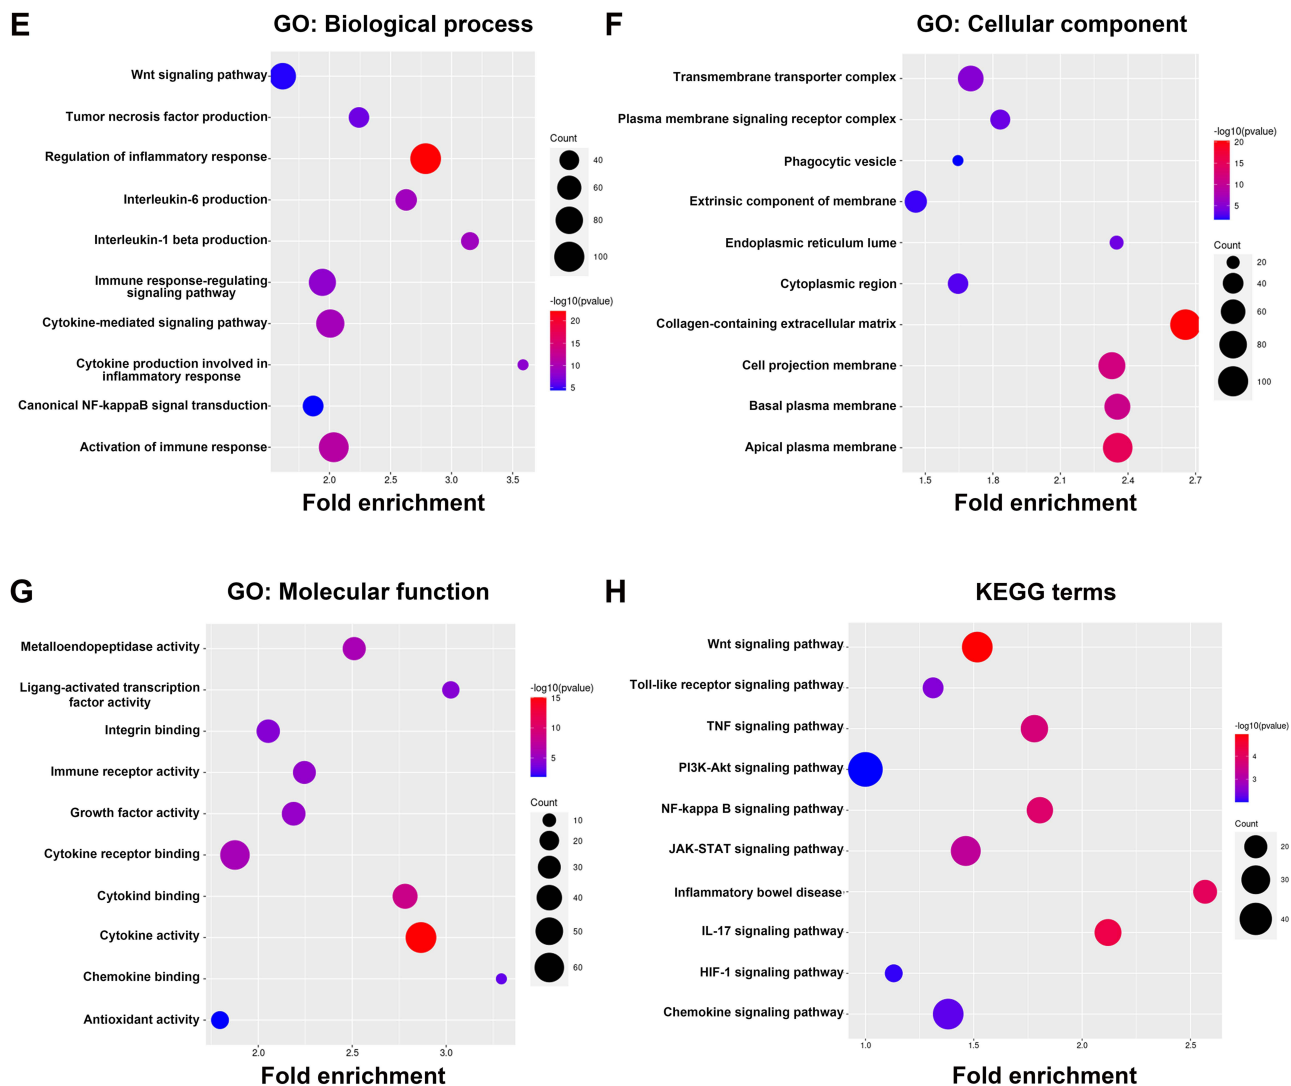 E
GO: Biological process
Wnt signaling pathway
Tumor necrosis factor production
Regulation of inflammatory response
Interleukin-6 production
Interleukin-1 beta production
Immune response-regulating
signaling pathway
Cytokine-mediated signaling pathway
Cytokine production involved in
inflammatory response
Canonical NF-kappaB signal transduction
Activation of immune response
2.0 2.5 3.0 3.5
Fold enrichment
Count
40
60
80
100
-log10(pvalue)
20
15
10
5
F
GO: Cellular component
Transmembrane transporter complex
Plasma membrane signaling receptor complex
Phagocytic vesicle
Extrinsic component of membrane
Endoplasmic reticulum lume
Cytoplasmic region
Collagen-containing extracellular matrix
Cell projection membrane
Basal plasma membrane
Apical plasma membrane
1.5 1.8 2.1 2.4 2.7
Fold enrichment
-log10(pvalue)
20
15
10
5
Count
20
40
60
80
100
G
GO: Molecular function
Metalloendopeptidase activity
Ligang-activated transcription
factor activity
Integrin binding
Immune receptor activity
Growth factor activity
Cytokine receptor binding
Cytokind binding
Cytokine activity
Chemokine binding
Antioxidant activity
2.0 2.5 3.0
Fold enrichment
-log10(pvalue)
15
10
5
Count
10
20
30
40
50
60
H
KEGG terms
Wnt signaling pathway
Toll-like receptor signaling pathway
TNF signaling pathway
PI3K-Akt signaling pathway
NF-kappa B signaling pathway
JAK-STAT signaling pathway
Inflammatory bowel disease
IL-17 signaling pathway
HIF-1 signaling pathway
Chemokine signaling pathway
1.0 1.5 2.0 2.5
Fold enrichment
-log10(pvalue)
4
3
Count
20
30
40